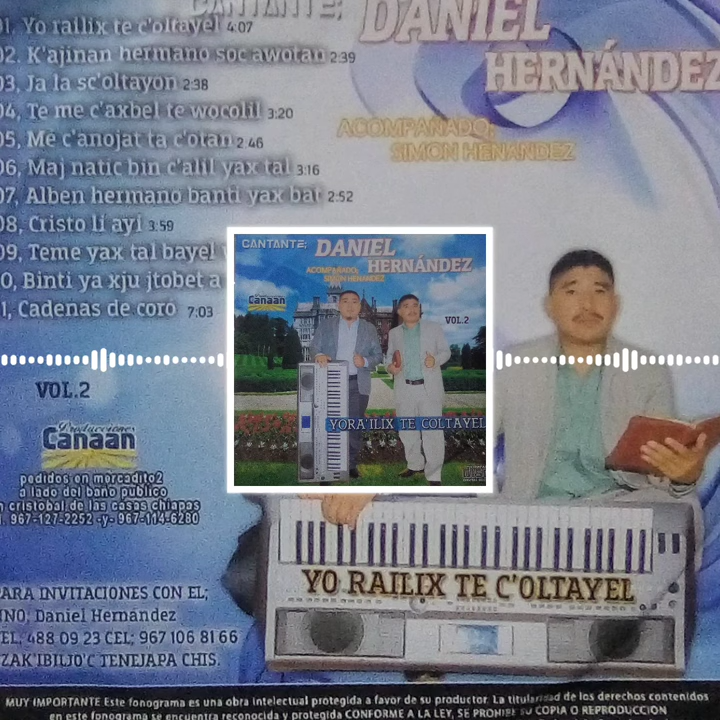 CANTANTE;
DANIEL
HERNÁNDEZ
ACOMPAÑADO;
SIMON HENANDEZ
01, Yo railix te c'oltayel 4:07
02. K'ajinan hermano soc awotan 2:39
03, Ja la sc'oltayon 2:38
04, Te me c'axbel te wocolil 3:20
05, Me c'anojat ta c'otan 2 46
06, Maj natic bin c'alil yax tal 3:16
07, Alben hermano banti yax bat 2:52
08, Cristo li ayi 3:59
09, Teme yax tal bayel
0, Binti ya xju jtobet a
1, Cadenas de coro 7:03
VOL.2
Producciones
Canaan
pedidos en mercadito2
a lado del baño publico
n cristobal de las casas chiapas
l. 967-127-2252 -y- 967-114-6280
ARA INVITACIONES CON EL;
NO, Daniel Hernández
EL, 488 09 23 CEL; 967 106 81 66
ZAK'IBILJO'C TENEJAPA CHIS.
CANTANTE;
DANIEL
HERNÁNDEZ
ACOMPAÑADO;
SIMON HENANDEZ
Canaan
VOL.2
YORA'ILIX TE COLTAYEL
YO RAILIX TE C'OLTAYEL
MUY IMPORTANTE Este fonograma es una obra intelectual protegida a favor de su productor. La titularidad de los derechos contenidos
en este fonograma se encuentra reconocida y protegida CONFORME A LA LEY, SE PROHIBE SU COPIA O REPRODUCCION